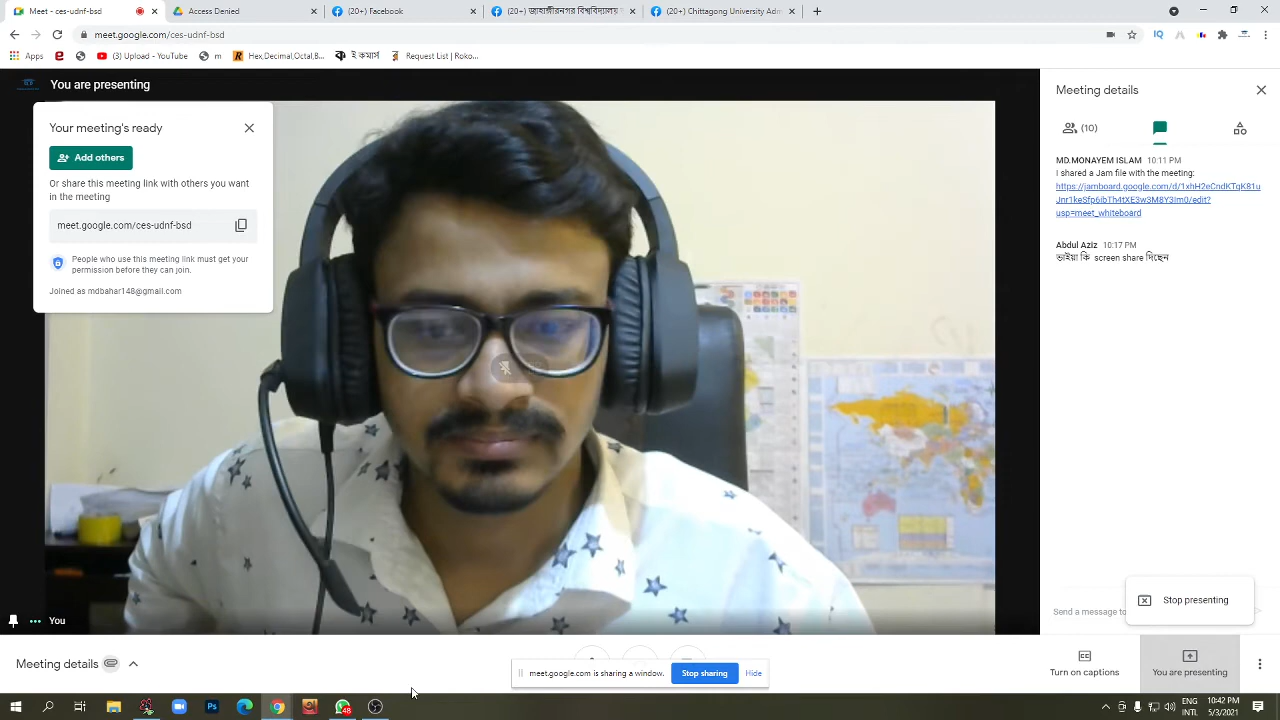 Meet - ces-udnf-bsd
Access Denied
(20+) Facebook
(20+) জাহাঙ্গীরনগর বিশ্ববিদ্যালয়
(20+) Chittagong University Adm
meet.google.com/ces-udnf-bsd
Apps
(3) Upload - YouTube
m
Hex,Decimal,Octal,B...
ই কমার্স
Request List | Roko...
You are presenting
Your meeting's ready
Add others
Or share this meeting link with others you want
in the meeting
meet.google.com/ces-udnf-bsd
People who use this meeting link must get your
permission before they can join.
Joined as mdbahar148@gmail.com
You
Meeting details
(10)
MD.MONAYEM ISLAM 10:11 PM
I shared a Jam file with the meeting:
https://jamboard.google.com/d/1xhH2eCndKTqK81u
Jnr1keSfp6ibTh4tXE3w3M8Y3Im0/edit?
usp=meet_whiteboard
Abdul Aziz 10:17 PM
ভাইয়া কি screen share দিছেন
Stop presenting
Send a message to
Meeting details
meet.google.com is sharing a window.
Stop sharing
Hide
Turn on captions
You are presenting
48
ENG
INTL
10:42 PM
5/3/2021